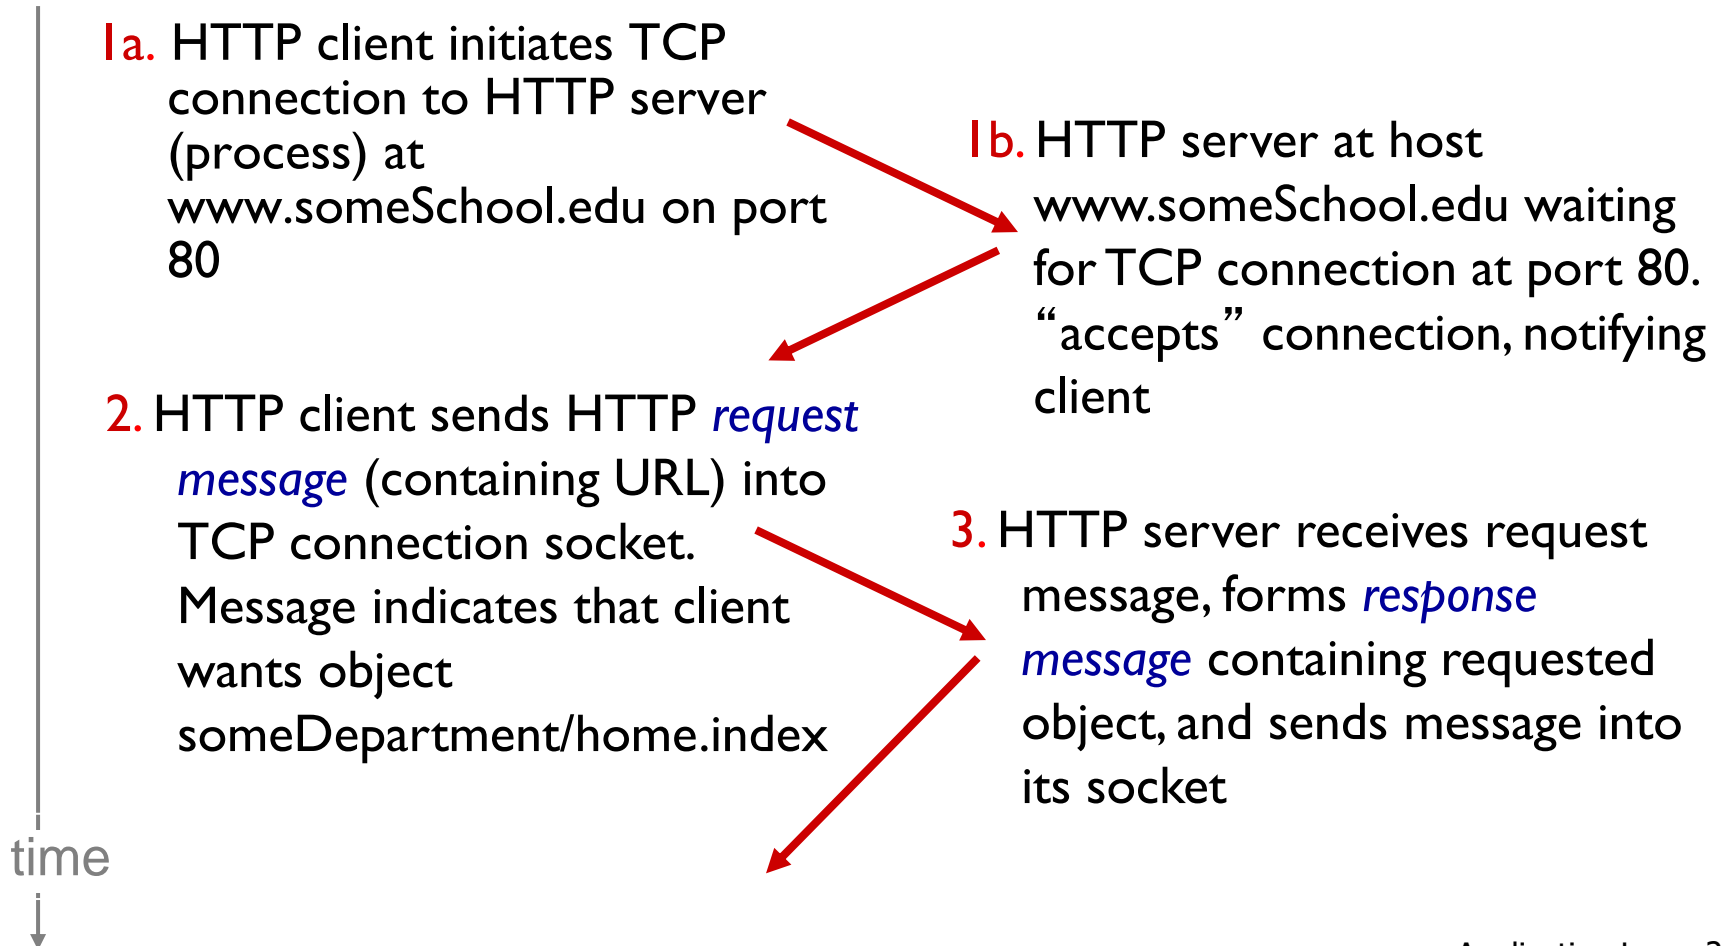 1a. HTTP client initiates TCP
connection to HTTP server
(process) at
www.someSchool.edu on port
80
1b. HTTP server at host
www.someSchool.edu waiting
for TCP connection at port 80.
“accepts” connection, notifying
client
2. HTTP client sends HTTP request
message (containing URL) into
TCP connection socket.
Message indicates that client
wants object
someDepartment/home.index
3. HTTP server receives request
message, forms response
message containing requested
object, and sends message into
its socket
time